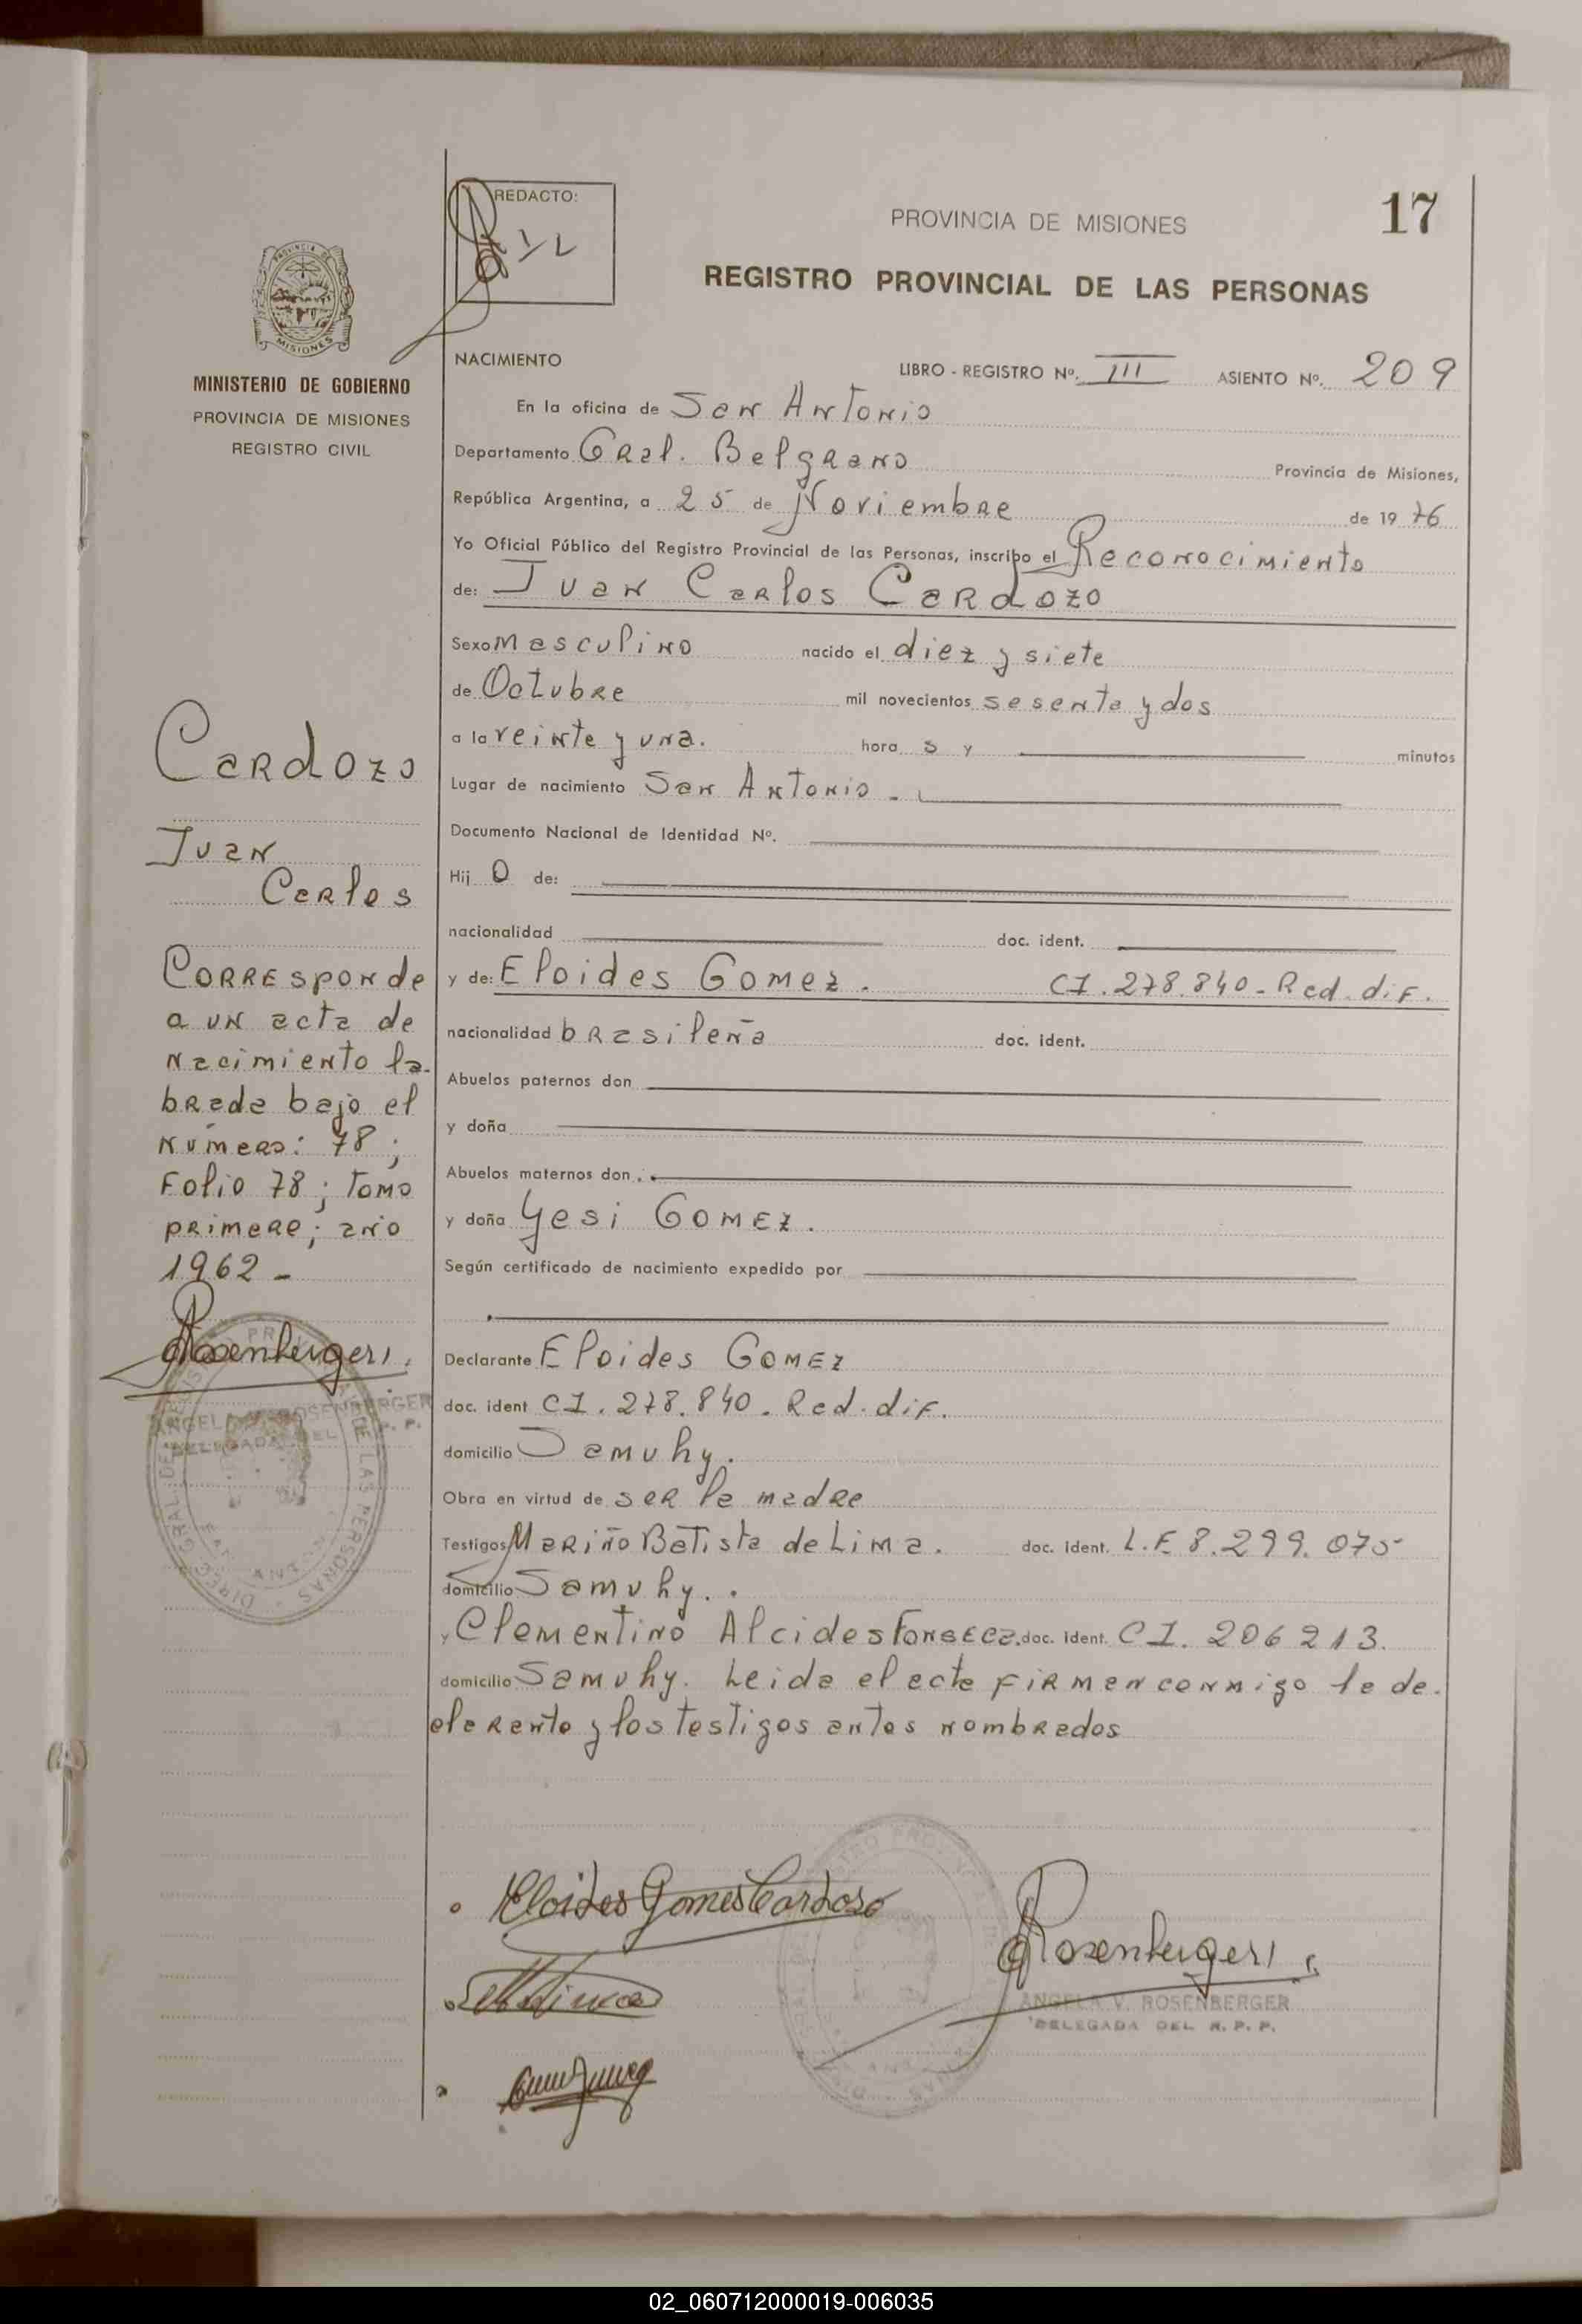 REDACTO:
17
PROVINCIA DE MISIONES
REGISTRO PROVINCIAL DE LAS PERSONAS
PROVINCIA DE
MISIONES
MINISTERIO DE GOBIERNO
PROVINCIA DE MISIONES
REGISTRO CIVIL
NACIMIENTO LIBRO - REGISTRO Nº. III ASIENTO Nº. 209
En la oficina de San Antonio
Departamento Gral. Belgrano Provincia de Misiones,
República Argentina, a 25 de Noviembre de 1976
Yo Oficial Público del Registro Provincial de las Personas, inscribo el Reconocimiento
de: Juan Carlos Cardozo
Sexo masculino nacido el diez y siete
de Octubre mil novecientos sesenta y dos
a la veinte y una. hora s y minutos
Lugar de nacimiento San Antonio -
Documento Nacional de Identidad Nº.
Hij o de:
nacionalidad doc. ident.
y de: Eloides Gomez. CI. 278.840 - Red. dif.
nacionalidad brasileña doc. ident.
Abuelos paternos don
y doña
Abuelos maternos don
y doña Yesi Gomez.
Según certificado de nacimiento expedido por
Declarante Eloides Gomez
doc. ident CI. 278.840. Red. dif.
domicilio Samuhy.
Obra en virtud de ser la madre
Testigos Mariño Batista de Lima. doc. ident. L.E 8.299.075
domicilio Samuhy.
y Clementino Alcides Fonseca. doc. ident. CI. 206213.
domicilio Samuhy. Leida el acta firman conmigo la de-
clarante y los testigos antes nombrados
Cardozo
Juan
Carlos
Corresponde
a un acta de
nacimiento la-
brada bajo el
número: 78;
Folio 78; Tomo
primero; año
1962 -
Rosenberger
ANGELA V. ROSENBERGER
DELEGADA DEL R. P. P.
Eloides Gomes Cardoso
Rosenberger
ANGELA V. ROSENBERGER
DELEGADA DEL R. P. P.
02_060712000019-006035